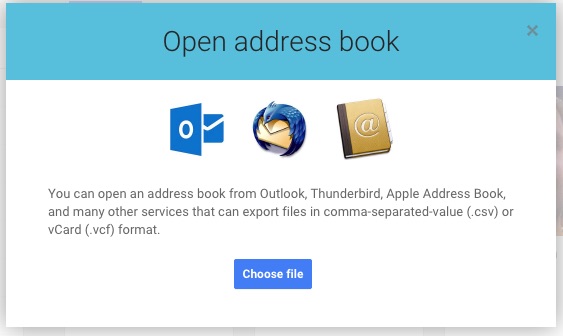 Open address book
×
You can open an address book from Outlook, Thunderbird, Apple Address Book,
and many other services that can export files in comma-separated-value (.csv) or
vCard (.vcf) format.
Choose file